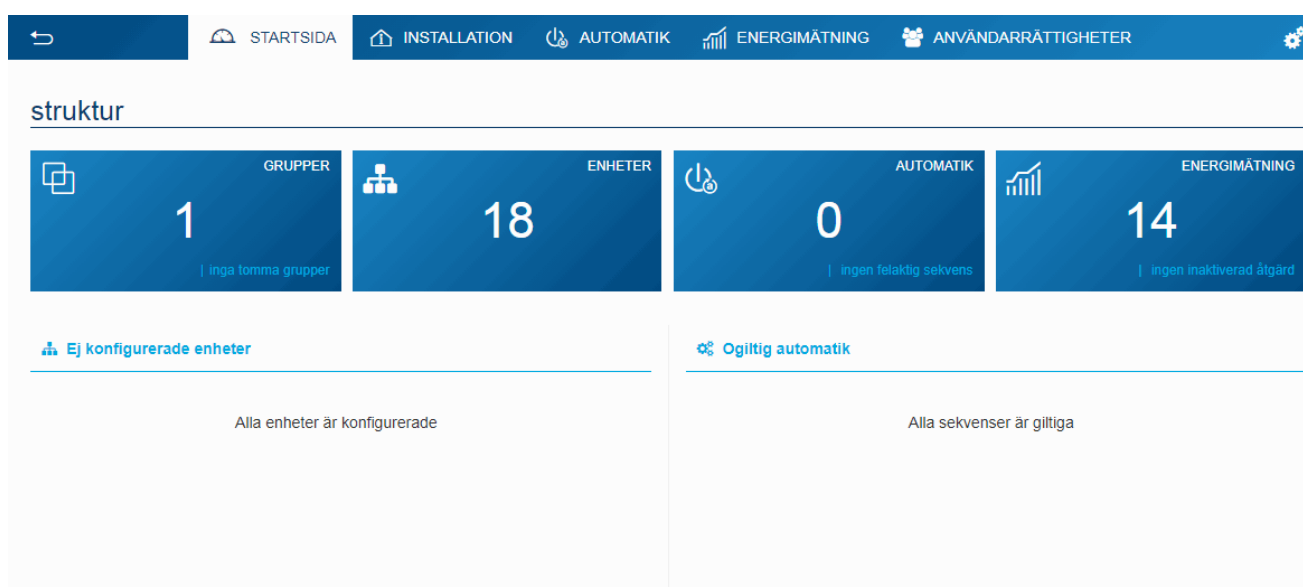 STARTSIDA INSTALLATION AUTOMATIK ENERGIMÄTNING ANVÄNDARRÄTTIGHETER
struktur
GRUPPER
1
| inga tomma grupper
ENHETER
18
AUTOMATIK
0
| ingen felaktig sekvens
ENERGIMÄTNING
14
| ingen inaktiverad åtgärd
Ej konfigurerade enheter
Alla enheter är konfigurerade
Ogiltig automatik
Alla sekvenser är giltiga